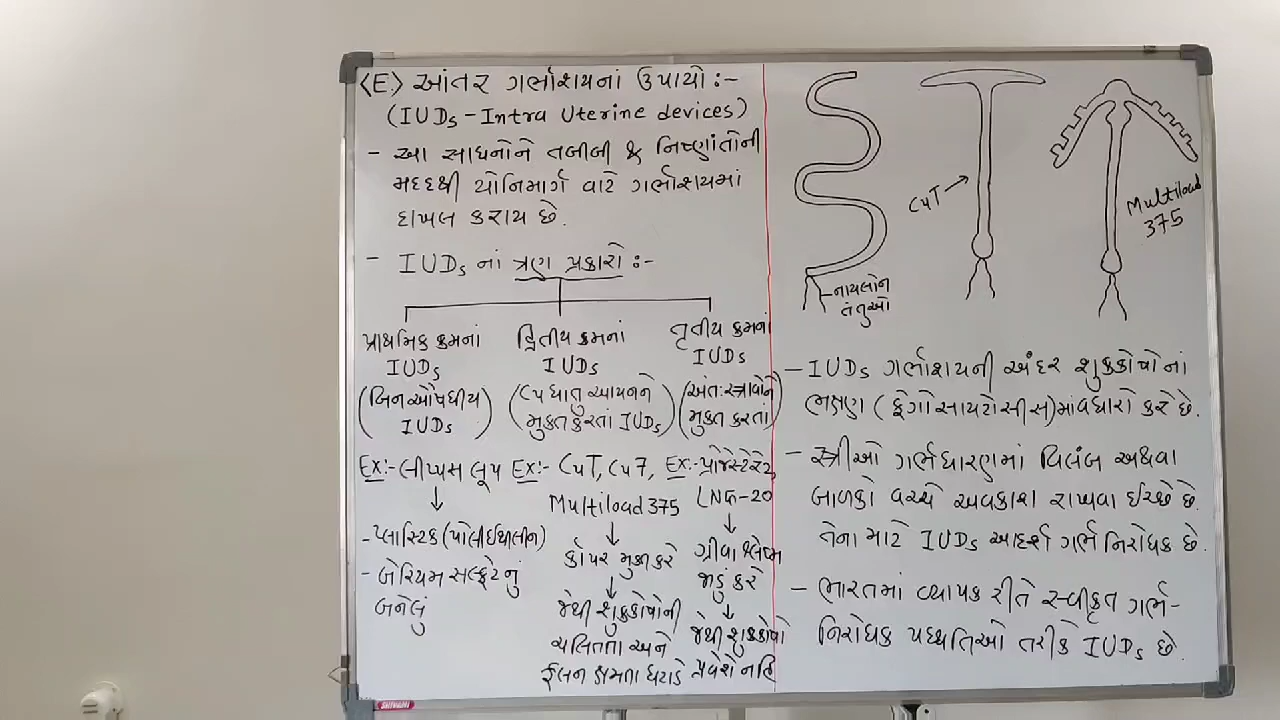 (E.) આંતર ગર્ભાશયનાં ઉપાયો :-
(IUDs - Intra Uterine devices)
- આ સાધનોને તબીબી & નિષ્ણાંતોની
મદદથી યોનિમાર્ગ વાટે ગર્ભાશયમાં
દાખલ કરાય છે.
- IUDs નાં ત્રણ પ્રકારો :-
પ્રાથમિક ક્રમનાં
IUDs
(બિનઔષધીય
IUDs)
Ex:- લીપ્પસ લૂપ
- પ્લાસ્ટિક (પોલીઇથીલીન)
- બેરિયમ સલ્ફેટનું
બનેલું
દ્વિતીય ક્રમનાં
IUDs
(Cu ધાતુ આયનને
મુક્ત કરતાં IUDs)
Ex:- CuT, Cu7,
Multiload 375
કોપર મુક્ત કરે
જેથી શુક્રકોષોની
ચલિતતા અને
ફલન ક્ષમતા ઘટાડે
તૃતીય ક્રમનાં
IUDs
(અંતઃસ્ત્રાવોને
મુક્ત કરતાં)
Ex:- પ્રોજેસ્ટેસેર્ટ
LNG-20
ગ્રીવા શ્લેષ્મ
જાડું કરે
જેથી શુક્રકોષો
પ્રવેશે નહિ
નાયલોન
તંતુઓ
CuT
Multiload
375
- IUDs ગર્ભાશયની અંદર શુક્રકોષોનાં
ભક્ષણ (ફેગોસાયટોસીસ)માં વધારો કરે છે.
- સ્ત્રીઓ ગર્ભધારણમાં વિલંબ અથવા
બાળકો વચ્ચે અવકાશ રાખવા ઈચ્છે છે.
તેના માટે IUDs આદર્શ ગર્ભ નિરોધક છે.
- ભારતમાં વ્યાપક રીતે સ્વીકૃત ગર્ભ-
નિરોધક પધ્ધતિઓ તરીકે IUDs છે.